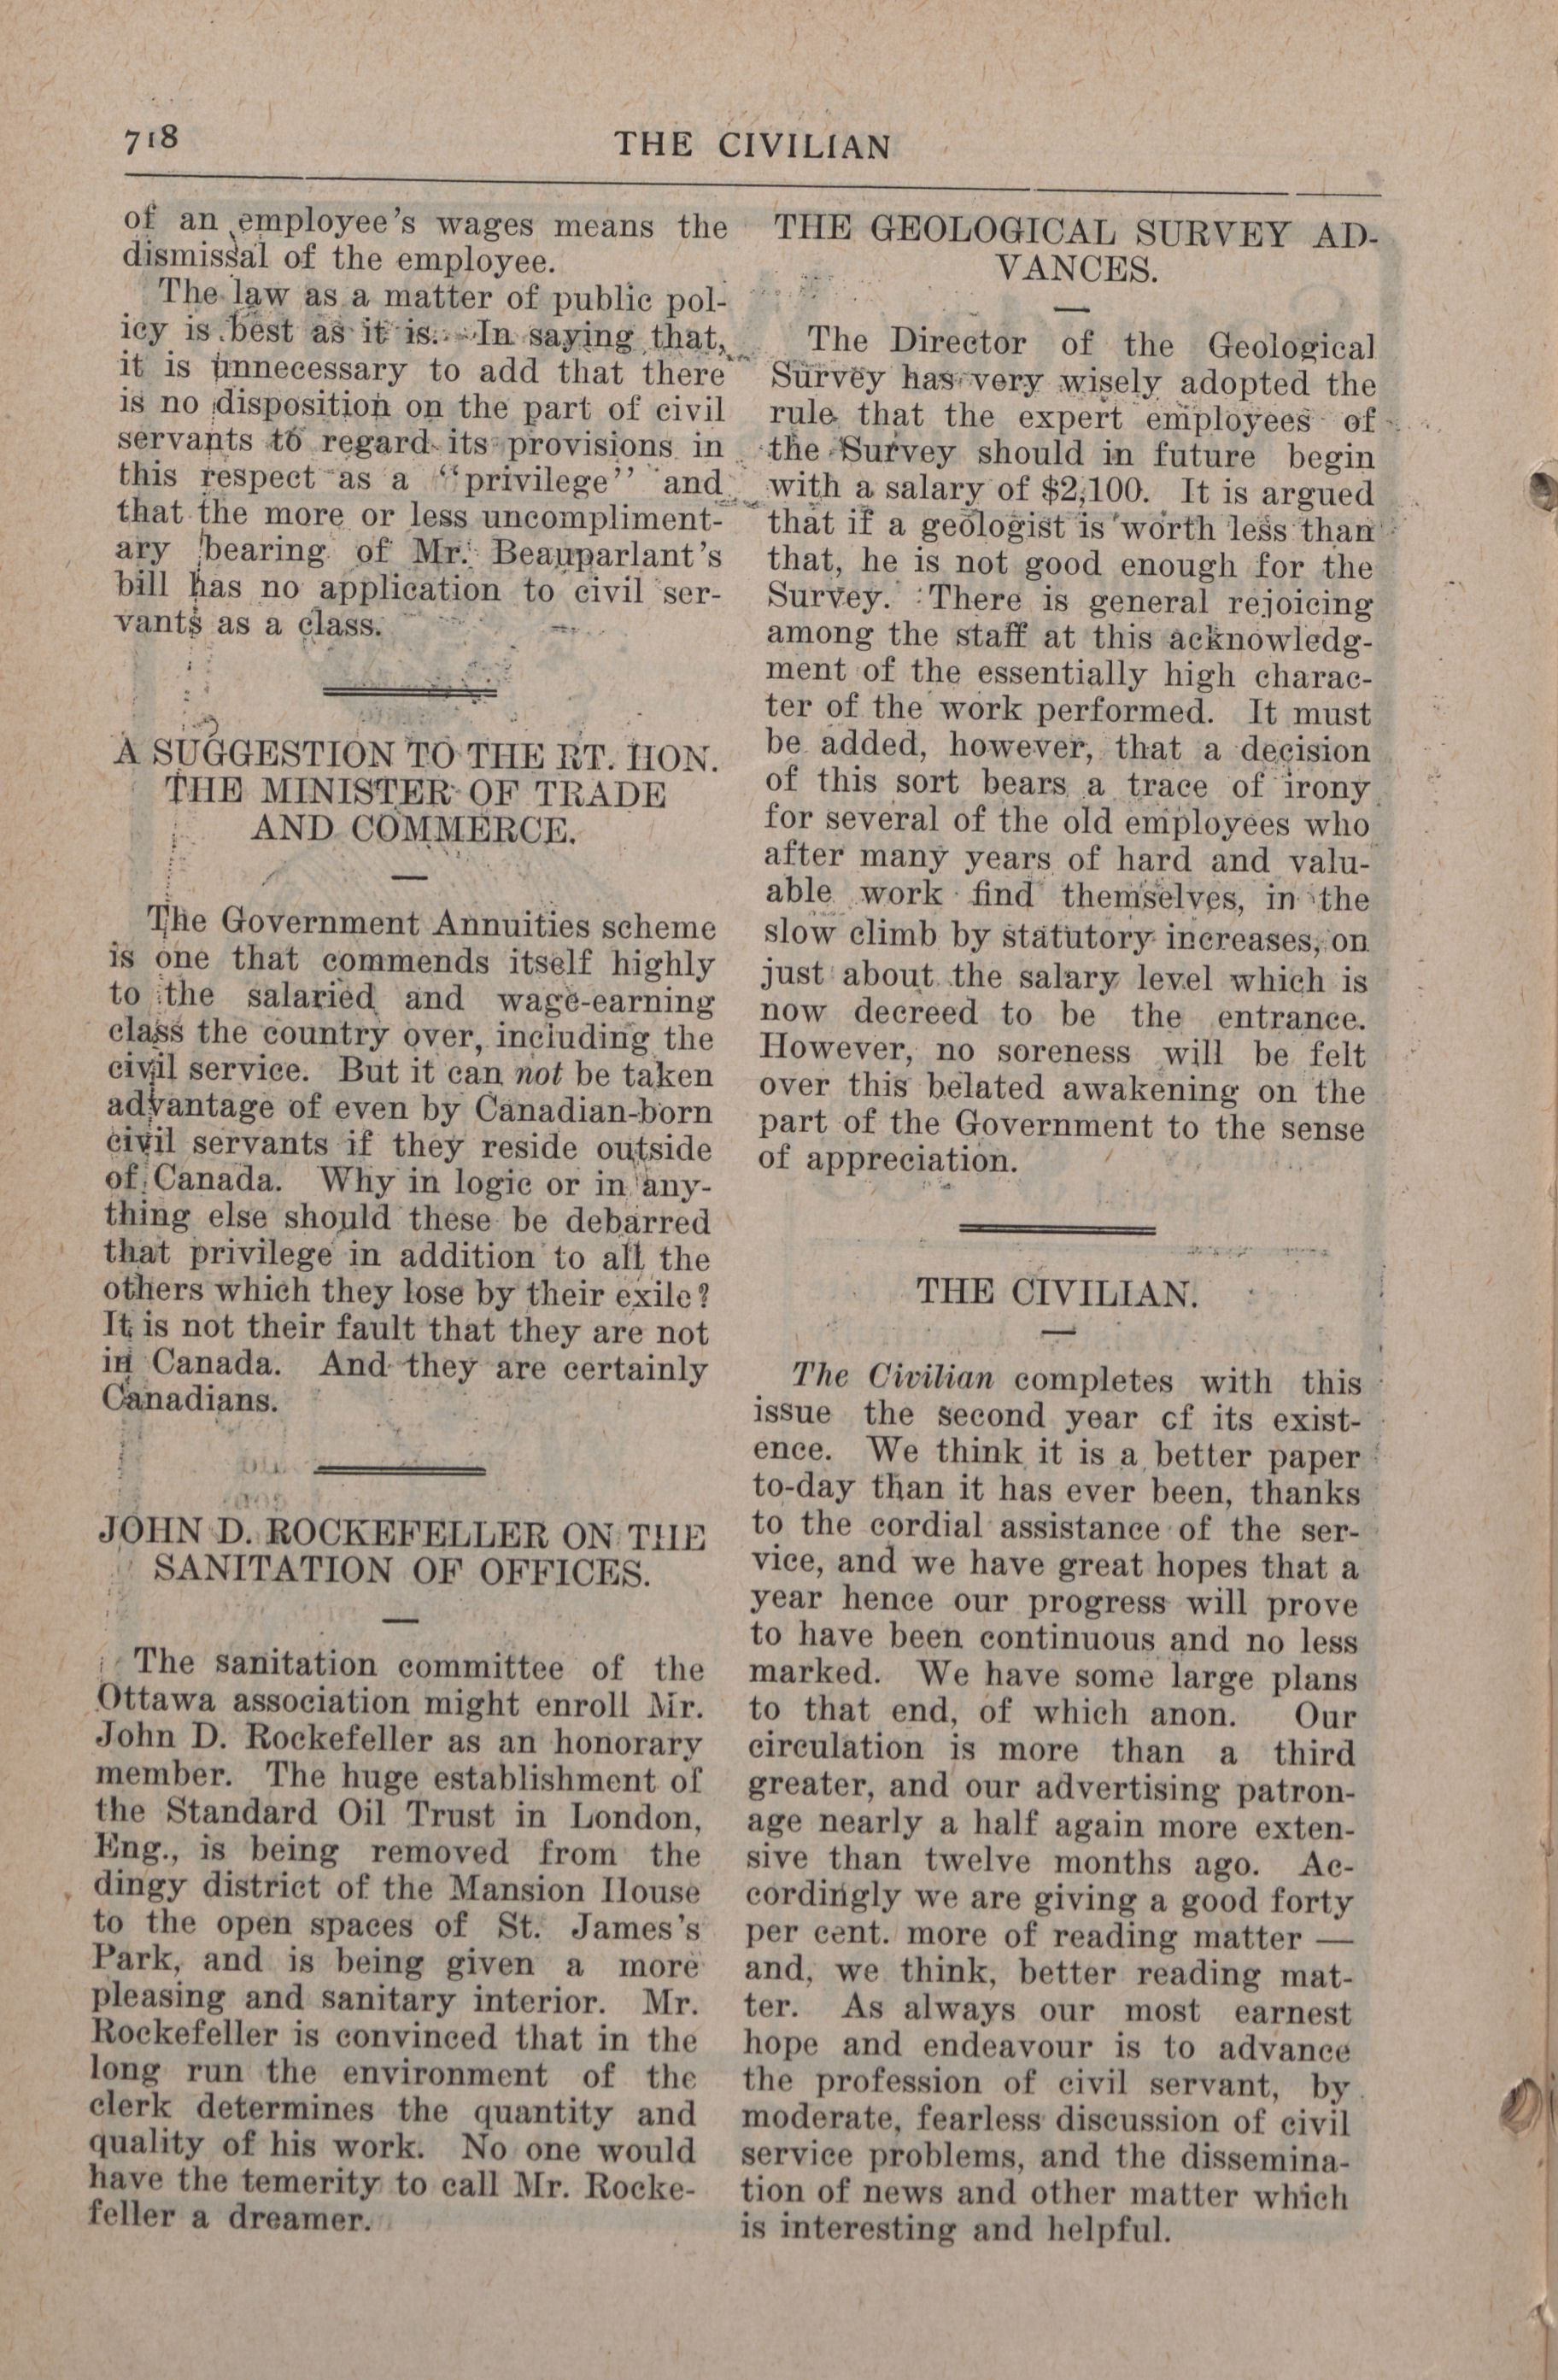 718
THE CIVILIAN
of an employee's wages means the
dismissal of the employee.
The law as a matter of public pol-
icy is best as it is. In saying that,
it is unnecessary to add that there
is no disposition on the part of civil
servants to regard its provisions in
this respect as a "privilege" and
that the more or less uncompliment-
ary bearing of Mr. Beauparlant's
bill has no application to civil ser-
vants as a class.
A SUGGESTION TO THE RT. HON.
THE MINISTER OF TRADE
AND COMMERCE.
The Government Annuities scheme
is one that commends itself highly
to the salaried and wage-earning
class the country over, including the
civil service. But it can not be taken
advantage of even by Canadian-born
civil servants if they reside outside
of Canada. Why in logic or in any-
thing else should these be debarred
that privilege in addition to all the
others which they lose by their exile?
It is not their fault that they are not
in Canada. And they are certainly
Canadians.
JOHN D. ROCKEFELLER ON THE
SANITATION OF OFFICES.
The sanitation committee of the
Ottawa association might enroll Mr.
John D. Rockefeller as an honorary
member. The huge establishment of
the Standard Oil Trust in London,
Eng., is being removed from the
dingy district of the Mansion House
to the open spaces of St. James's
Park, and is being given a more
pleasing and sanitary interior. Mr.
Rockefeller is convinced that in the
long run the environment of the
clerk determines the quantity and
quality of his work. No one would
have the temerity to call Mr. Rocke-
feller a dreamer.
THE GEOLOGICAL SURVEY AD-
VANCES.
The Director of the Geological
Survey has very wisely adopted the
rule that the expert employees of
the Survey should in future begin
with a salary of $2,100. It is argued
that if a geologist is worth less than
that, he is not good enough for the
Survey. There is general rejoicing
among the staff at this acknowledg-
ment of the essentially high charac-
ter of the work performed. It must
be added, however, that a decision
of this sort bears a trace of irony
for several of the old employees who
after many years of hard and valu-
able work find themselves, in the
slow climb by statutory increases, on
just about the salary level which is
now decreed to be the entrance.
However, no soreness will be felt
over this belated awakening on the
part of the Government to the sense
of appreciation.
THE CIVILIAN.
The Civilian completes with this
issue the second year of its exist-
ence. We think it is a better paper
to-day than it has ever been, thanks
to the cordial assistance of the ser-
vice, and we have great hopes that a
year hence our progress will prove
to have been continuous and no less
marked. We have some large plans
to that end, of which anon. Our
circulation is more than a third
greater, and our advertising patron-
age nearly a half again more exten-
sive than twelve months ago. Ac-
cordingly we are giving a good forty
per cent. more of reading matter —
and, we think, better reading mat-
ter. As always our most earnest
hope and endeavour is to advance
the profession of civil servant, by
moderate, fearless discussion of civil
service problems, and the dissemina-
tion of news and other matter which
is interesting and helpful.